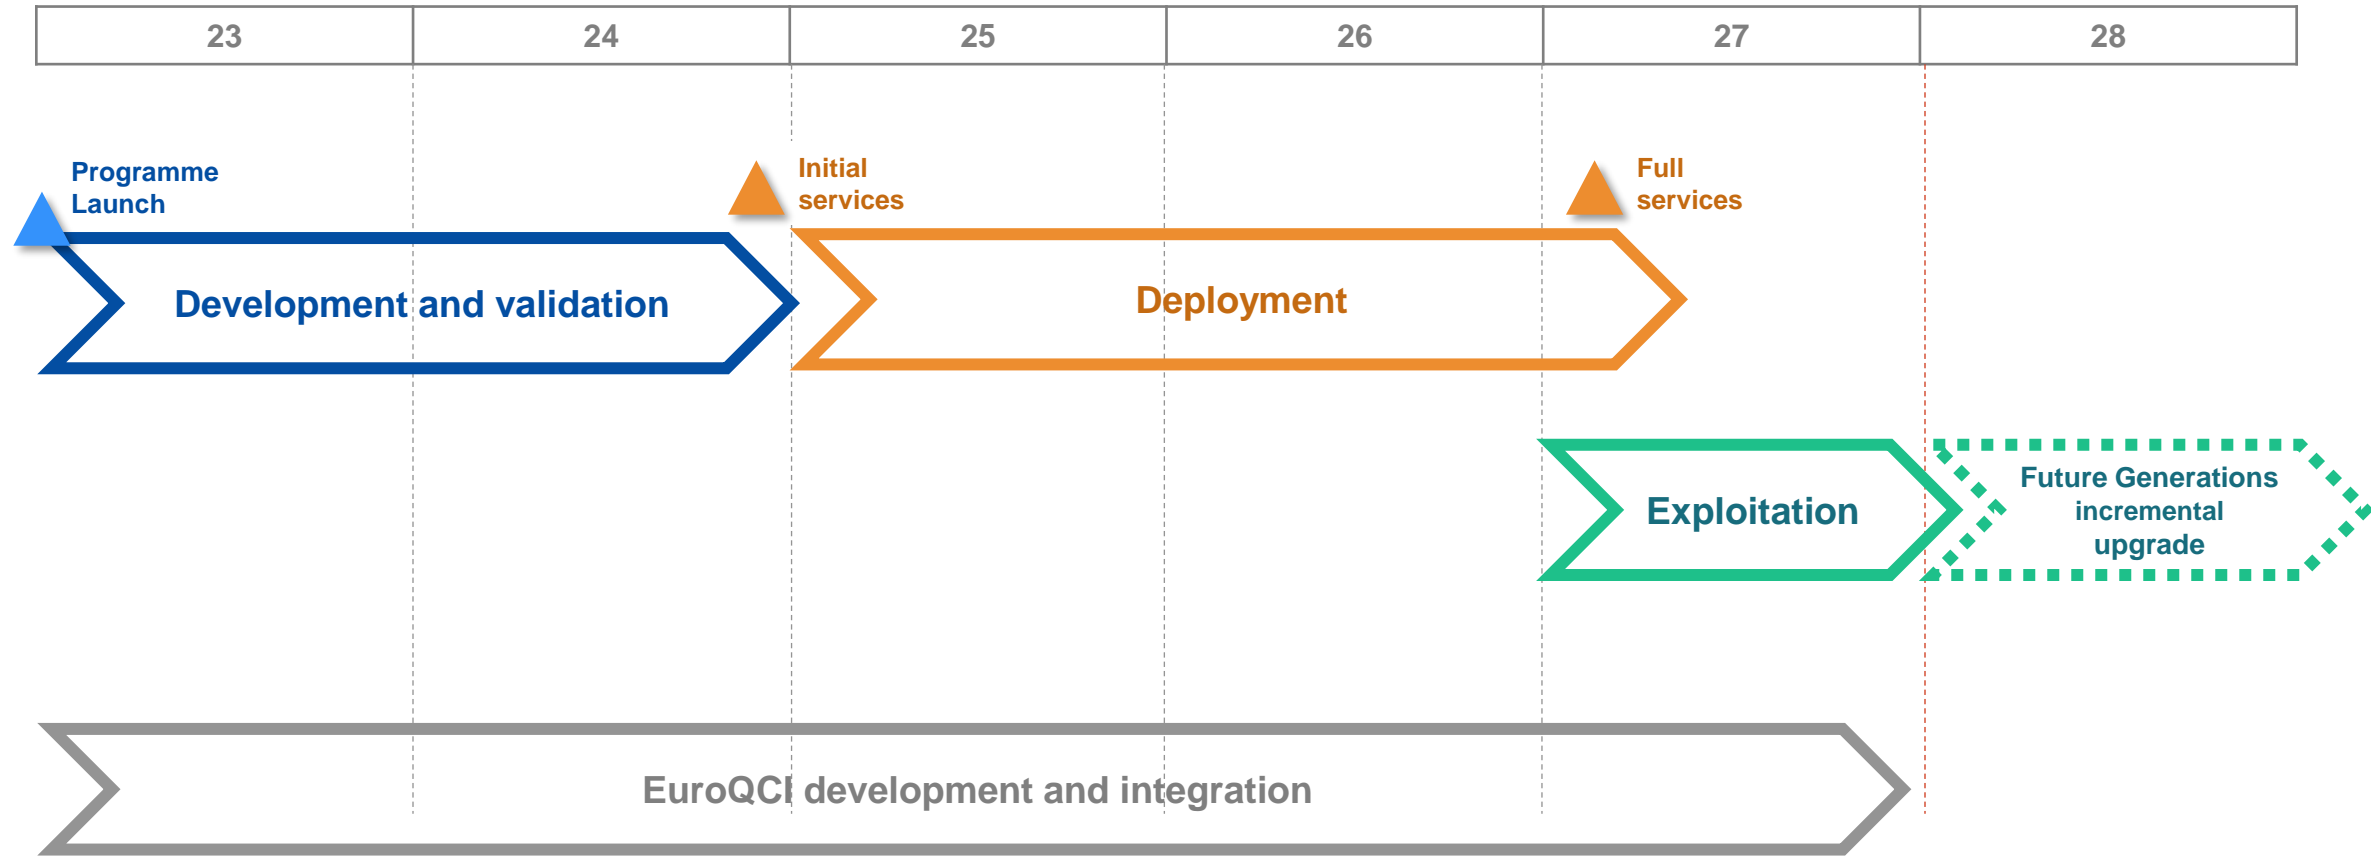 23 24 25 26 27 28
Programme
Launch
Initial
services
Full
services
Development and validation
Deployment
Exploitation
Future Generations
incremental
upgrade
EuroQCI development and integration